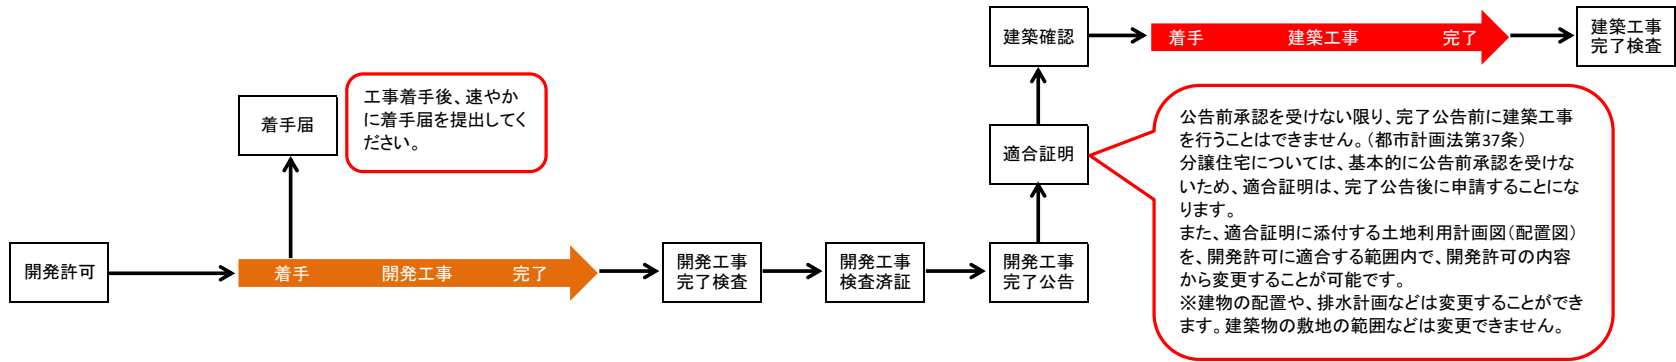 開発許可
着手届
工事着手後、速やか
に着手届を提出してく
ださい。
着手 開発工事 完了
開発工事
完了検査
開発工事
検査済証
開発工事
完了公告
適合証明
建築確認
着手 建築工事 完了
建築工事
完了検査
公告前承認を受けない限り、完了公告前に建築工事
を行うことはできません。(都市計画法第37条)
分譲住宅については、基本的に公告前承認を受けな
いため、適合証明は、完了公告後に申請することにな
ります。
また、適合証明に添付する土地利用計画図(配置図)
を、開発許可に適合する範囲内で、開発許可の内容
から変更することが可能です。
※建物の配置や、排水計画などは変更することができ
ます。建築物の敷地の範囲などは変更できません。